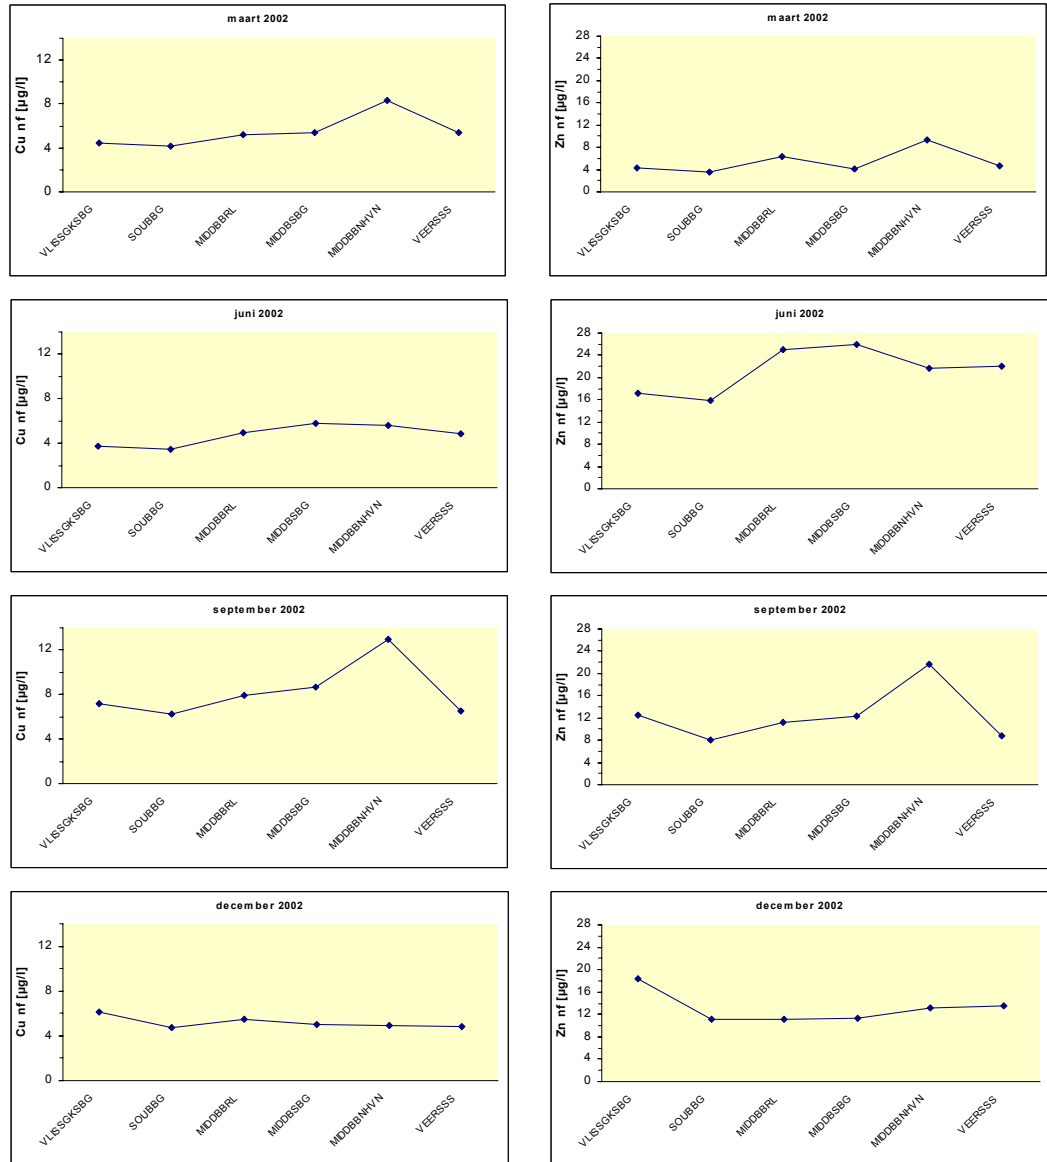 maart 2002
Cu nf [µg/l]
12
8
4
0
VLISSGKSBG
SOUBBG
MIDDBBRL
MIDDBSBG
MIDDBBNHVN
VEERSSS
maart 2002
Zn nf [µg/l]
28
24
20
16
12
8
4
0
VLISSGKSBG
SOUBBG
MIDDBBRL
MIDDBSBG
MIDDBBNHVN
VEERSSS
juni 2002
Cu nf [µg/l]
12
8
4
0
VLISSGKSBG
SOUBBG
MIDDBBRL
MIDDBSBG
MIDDBBNHVN
VEERSSS
juni 2002
Zn nf [µg/l]
28
24
20
16
12
8
4
0
VLISSGKSBG
SOUBBG
MIDDBBRL
MIDDBSBG
MIDDBBNHVN
VEERSSS
september 2002
Cu nf [µg/l]
12
8
4
0
VLISSGKSBG
SOUBBG
MIDDBBRL
MIDDBSBG
MIDDBBNHVN
VEERSSS
september 2002
Zn nf [µg/l]
28
24
20
16
12
8
4
0
VLISSGKSBG
SOUBBG
MIDDBBRL
MIDDBSBG
MIDDBBNHVN
VEERSSS
december 2002
Cu nf [µg/l]
12
8
4
0
VLISSGKSBG
SOUBBG
MIDDBBRL
MIDDBSBG
MIDDBBNHVN
VEERSSS
december 2002
Zn nf [µg/l]
28
24
20
16
12
8
4
0
VLISSGKSBG
SOUBBG
MIDDBBRL
MIDDBSBG
MIDDBBNHVN
VEERSSS